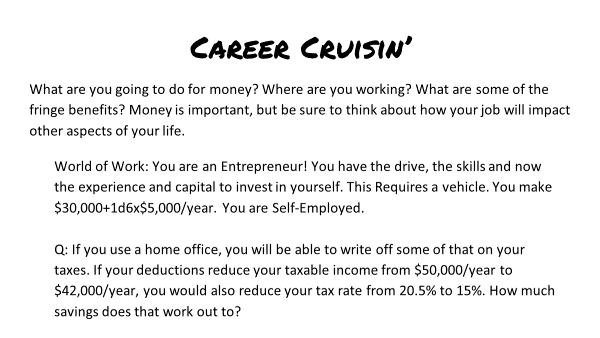 Career Cruisin'
What are you going to do for money? Where are you working? What are some of the
fringe benefits? Money is important, but be sure to think about how your job will impact
other aspects of your life.
World of Work: You are an Entrepreneur! You have the drive, the skills and now
the experience and capital to invest in yourself. This Requires a vehicle. You make
$30,000+1d6x$5,000/year. You are Self-Employed.
Q: If you use a home office, you will be able to write off some of that on your
taxes. If your deductions reduce your taxable income from $50,000/year to
$42,000/year, you would also reduce your tax rate from 20.5% to 15%. How much
savings does that work out to?